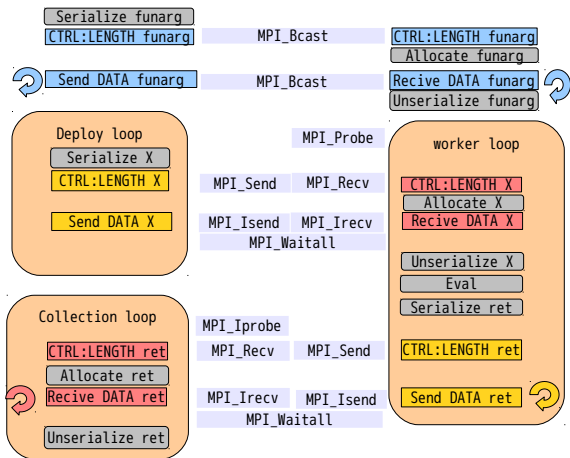 Serialize funarg
CTRL:LENGTH funarg MPI_Bcast CTRL:LENGTH funarg
Allocate funarg
Send DATA funarg MPI_Bcast Recive DATA funarg
Unserialize funarg
Deploy loop MPI_Probe worker loop
Serialize X
CTRL:LENGTH X MPI_Send MPI_Recv CTRL:LENGTH X
Allocate X
Send DATA X MPI_Isend MPI_Irecv Recive DATA X
MPI_Waitall
Unserialize X
Eval
Serialize ret
Collection loop MPI_Iprobe
CTRL:LENGTH ret MPI_Recv MPI_Send CTRL:LENGTH ret
Allocate ret
Recive DATA ret MPI_Irecv MPI_Isend Send DATA ret
MPI_Waitall
Unserialize ret